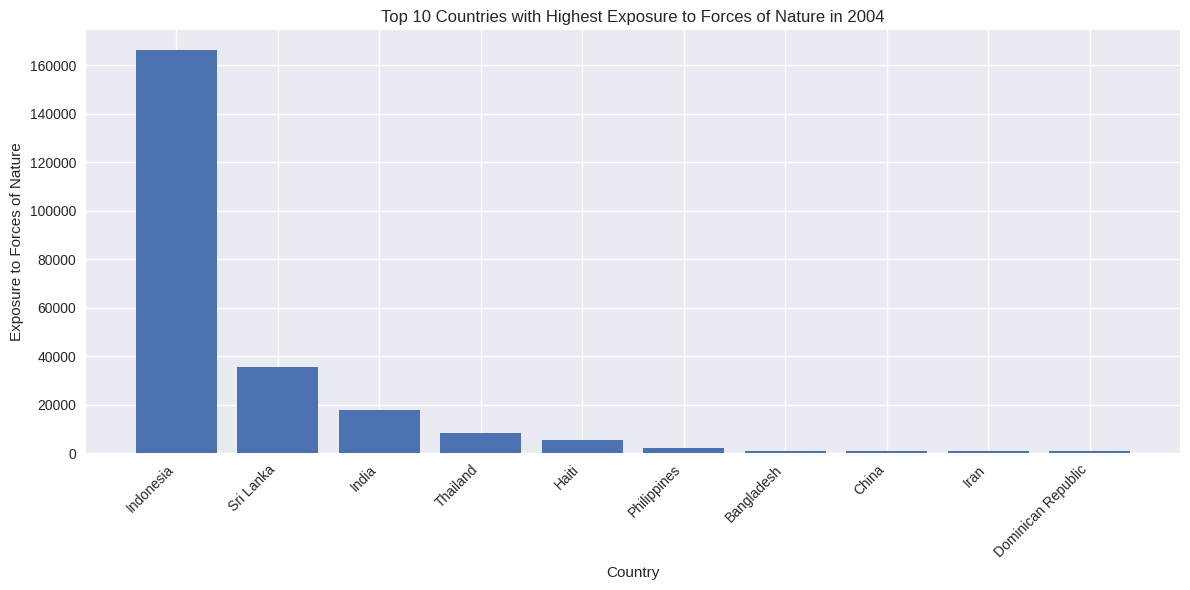 Top 10 Countries with Highest Exposure to Forces of Nature in 2004
Exposure to Forces of Nature
160000
140000
120000
100000
80000
60000
40000
20000
0
Indonesia
Sri Lanka
India
Thailand
Haiti
Philippines
Bangladesh
China
Iran
Dominican Republic
Country